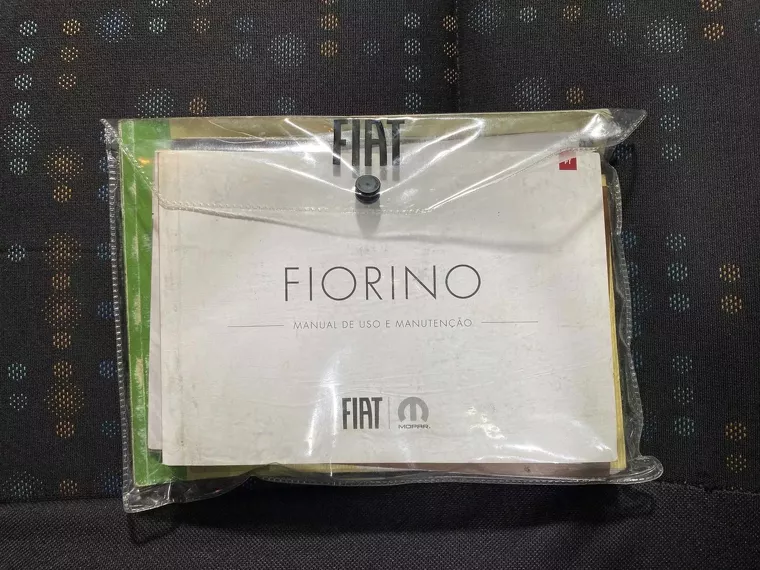 FIAT
FIORINO
MANUAL DE USO E MANUTENÇÃO
FIAT
MOPAR.